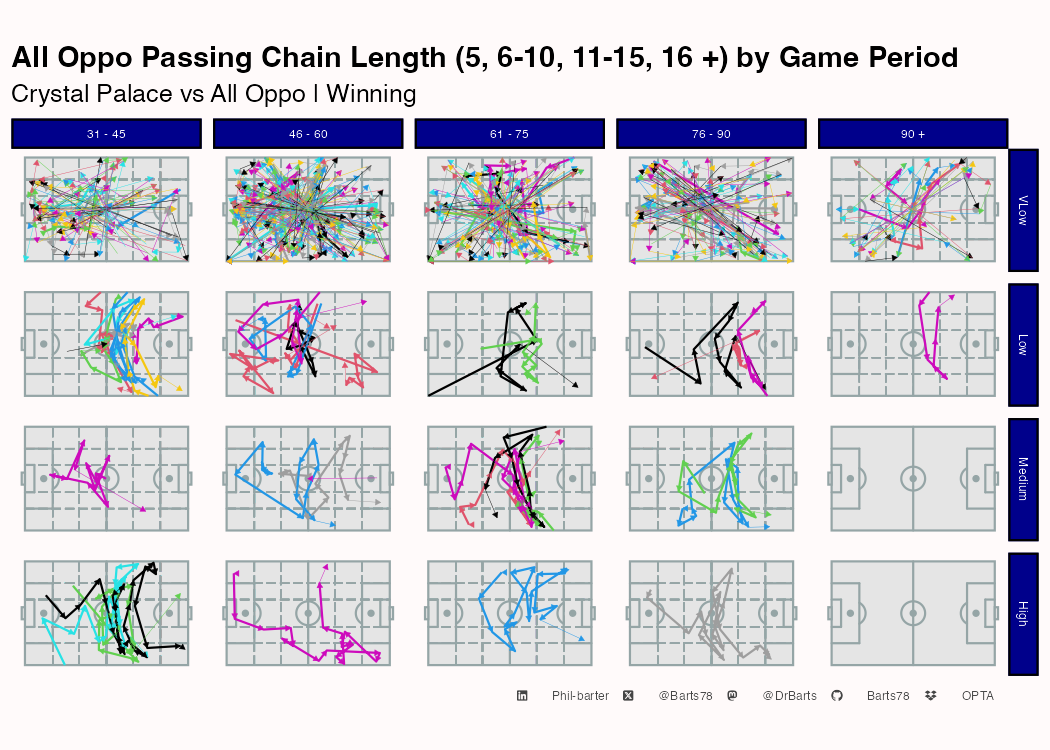 All Oppo Passing Chain Length (5, 6-10, 11-15, 16 +) by Game Period
Crystal Palace vs All Oppo | Winning
31 - 45
46 - 60
61 - 75
76 - 90
90 +
VLow
Low
Medium
High
Phil-barter @Barts78 @DrBarts Barts78 OPTA